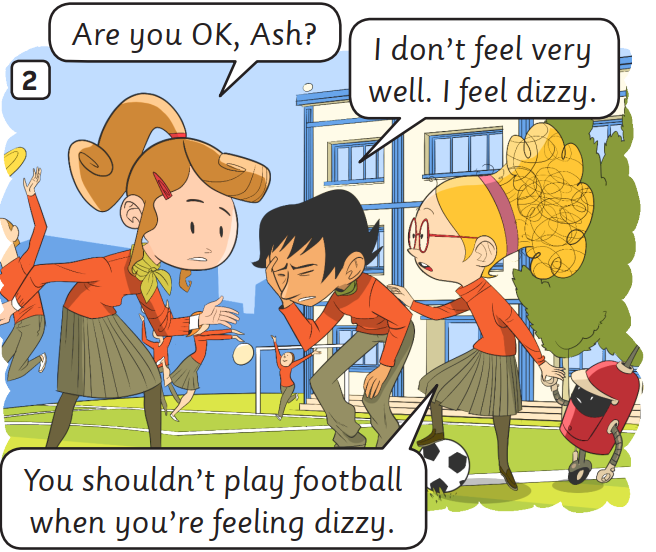 2
Are you OK, Ash?
I don't feel very
well. I feel dizzy.
You shouldn't play football
when you're feeling dizzy.